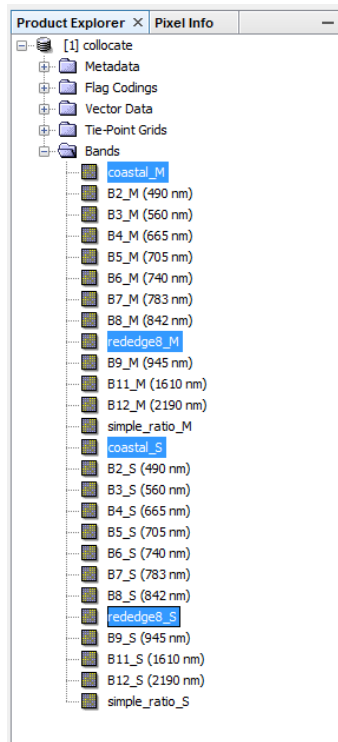 Product Explorer × Pixel Info
[1] collocate
Metadata
Flag Codings
Vector Data
Tie-Point Grids
Bands
coastal_M
B2_M (490 nm)
B3_M (560 nm)
B4_M (665 nm)
B5_M (705 nm)
B6_M (740 nm)
B7_M (783 nm)
B8_M (842 nm)
rededge8_M
B9_M (945 nm)
B11_M (1610 nm)
B12_M (2190 nm)
simple_ratio_M
coastal_S
B2_S (490 nm)
B3_S (560 nm)
B4_S (665 nm)
B5_S (705 nm)
B6_S (740 nm)
B7_S (783 nm)
B8_S (842 nm)
rededge8_S
B9_S (945 nm)
B11_S (1610 nm)
B12_S (2190 nm)
simple_ratio_S